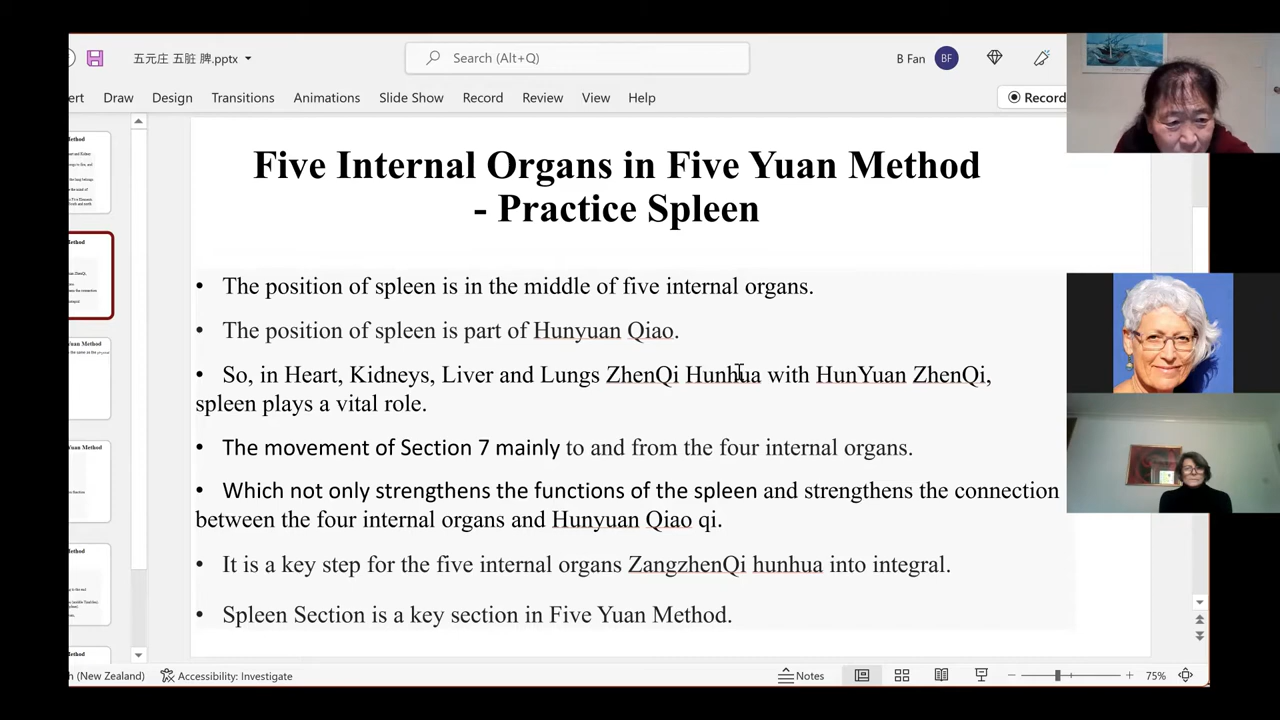 五元庄 五脏 脾.pptx
Search (Alt+Q)
B Fan
BF
ert Draw Design Transitions Animations Slide Show Record Review View Help
Record
Five Internal Organs in Five Yuan Method
- Practice Spleen
• The position of spleen is in the middle of five internal organs.
• The position of spleen is part of Hunyuan Qiao.
• So, in Heart, Kidneys, Liver and Lungs ZhenQi Hunhua with HunYuan ZhenQi,
spleen plays a vital role.
• The movement of Section 7 mainly to and from the four internal organs.
• Which not only strengthens the functions of the spleen and strengthens the connection
between the four internal organs and Hunyuan Qiao qi.
• It is a key step for the five internal organs ZangzhenQi hunhua into integral.
• Spleen Section is a key section in Five Yuan Method.
h (New Zealand)
Accessibility: Investigate
Notes
75%